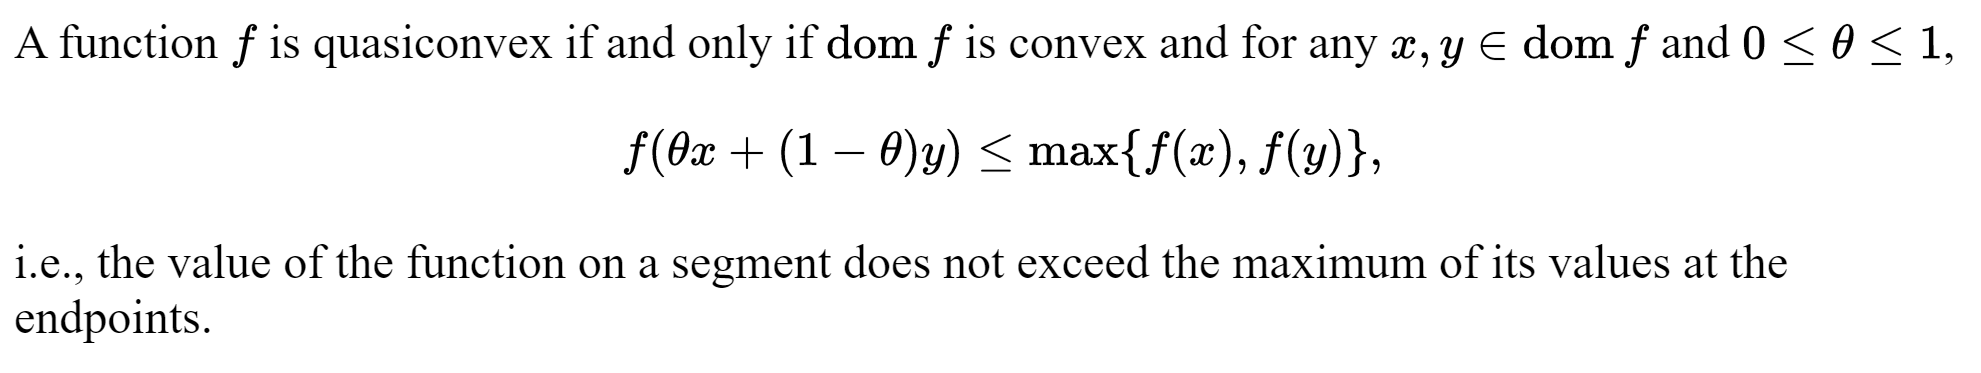 A function f is quasiconvex if and only if dom f is convex and for any x, y ∈ dom f and 0 ≤ θ ≤ 1,
f(θx + (1 − θ)y) ≤ max{f(x), f(y)},
i.e., the value of the function on a segment does not exceed the maximum of its values at the
endpoints.